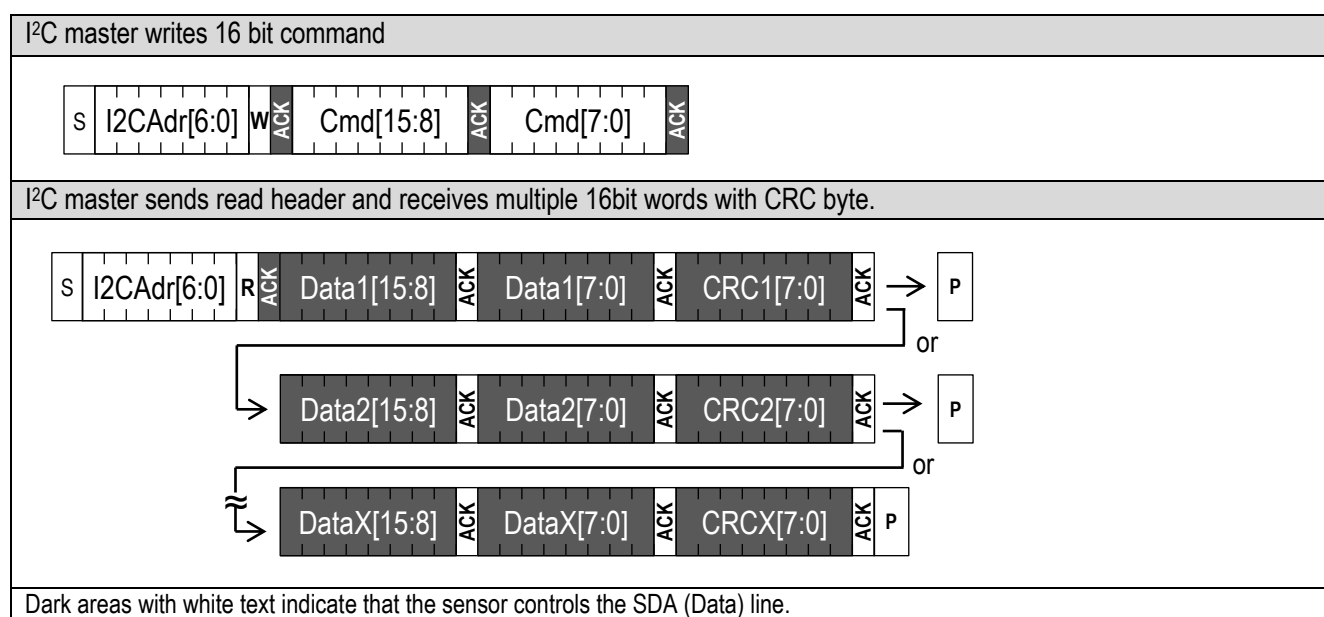 I²C master writes 16 bit command
S I2CAdr[6:0] W ACK Cmd[15:8] ACK Cmd[7:0] ACK
I²C master sends read header and receives multiple 16bit words with CRC byte.
S I2CAdr[6:0] R ACK Data1[15:8] ACK Data1[7:0] ACK CRC1[7:0] ACK P
or
Data2[15:8] ACK Data2[7:0] ACK CRC2[7:0] ACK P
or
DataX[15:8] ACK DataX[7:0] ACK CRCX[7:0] ACK P
Dark areas with white text indicate that the sensor controls the SDA (Data) line.